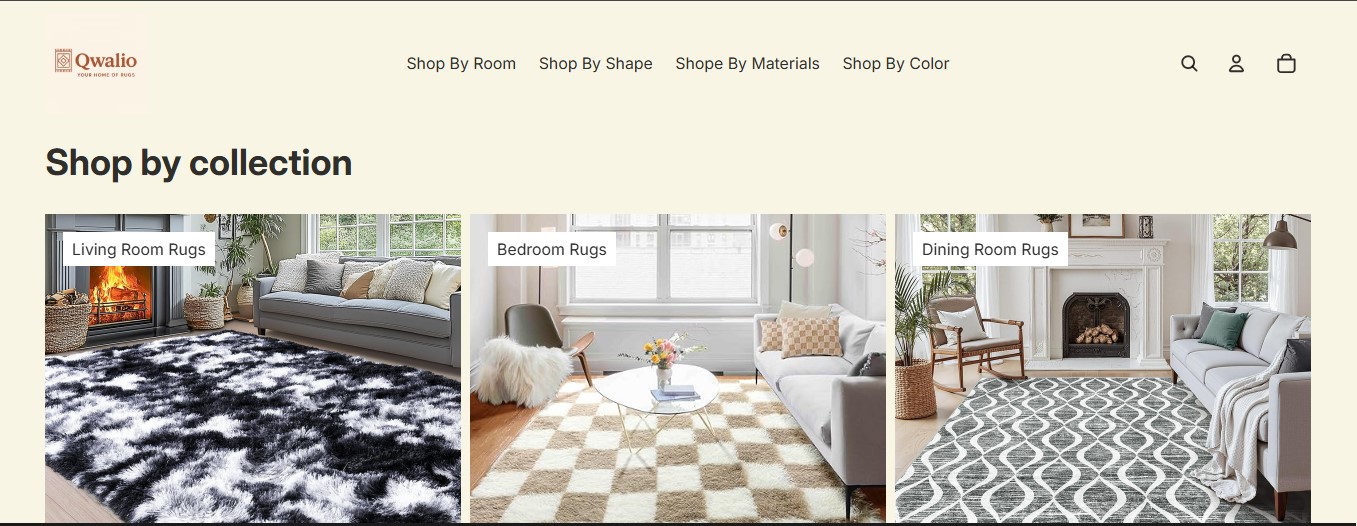 Qwalio
YOUR HOME OF RUGS
Shop By Room
Shop By Shape
Shope By Materials
Shop By Color
Shop by collection
Living Room Rugs
Bedroom Rugs
Dining Room Rugs